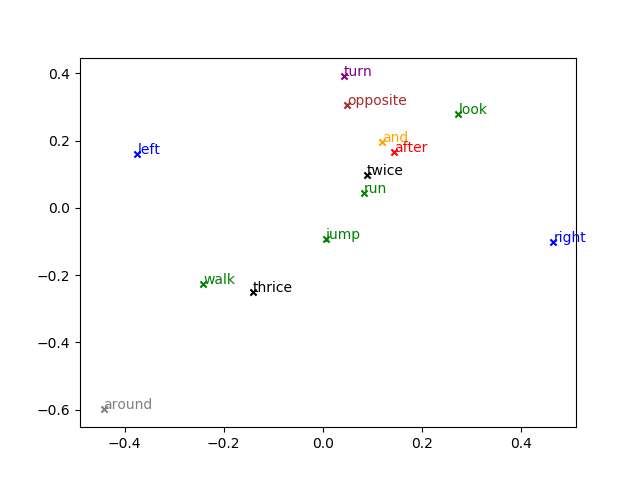 0.4
0.2
0.0
−0.2
−0.4
−0.6
turn
opposite
look
and
after
left
twice
run
jump
right
walk
thrice
around
−0.4
−0.2
0.0
0.2
0.4